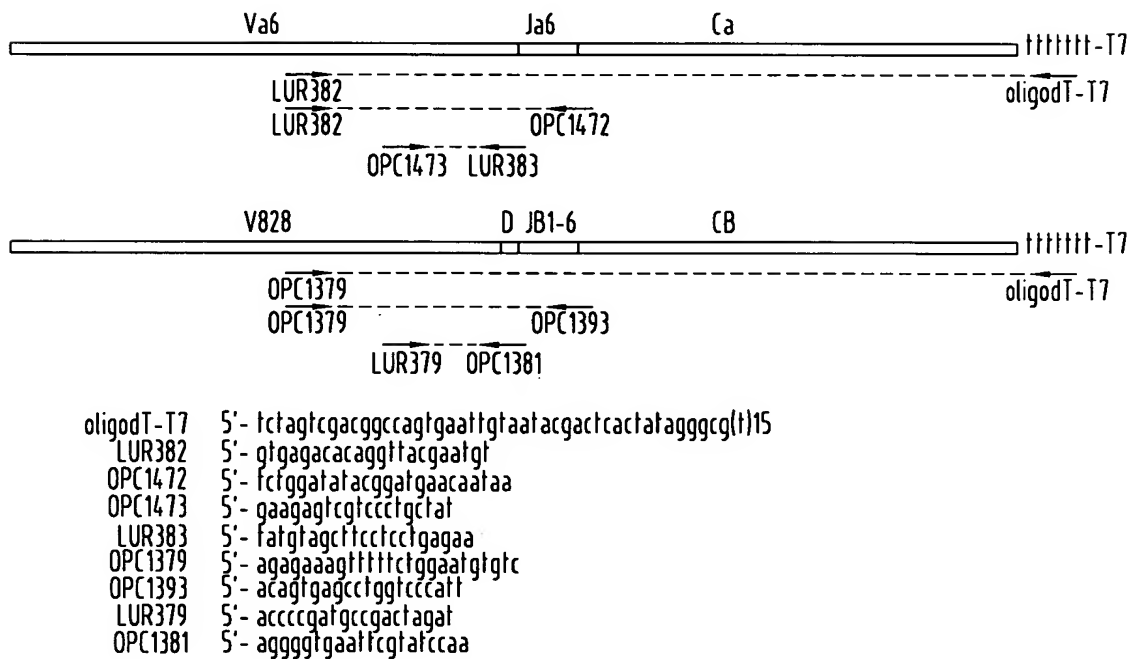 Va6 Ja6 Ca
ttttttt-T7
LUR382 oligodT-T7
LUR382 OPC1472
OPC1473 LUR383
V828 D JB1-6 CB
ttttttt-T7
OPC1379 oligodT-T7
OPC1379 OPC1393
LUR379 OPC1381
oligodT-T7 5'- tctagtcgacggccagtgaattgtaatacgactcactatagggcg(t)15
LUR382 5'- gtgagacacaggttacgaatgt
OPC1472 5'- tctggatatacggatgaacaataa
OPC1473 5'- gaagagtcgtccctgctat
LUR383 5'- tatgtagcttcctcctgagaa
OPC1379 5'- agagaaagtttttctggaatgtgtc
OPC1393 5'- acagtgagcctggtcccatt
LUR379 5'- accccgatgccgactagat
OPC1381 5'- aggggtgaattcgtatccaa